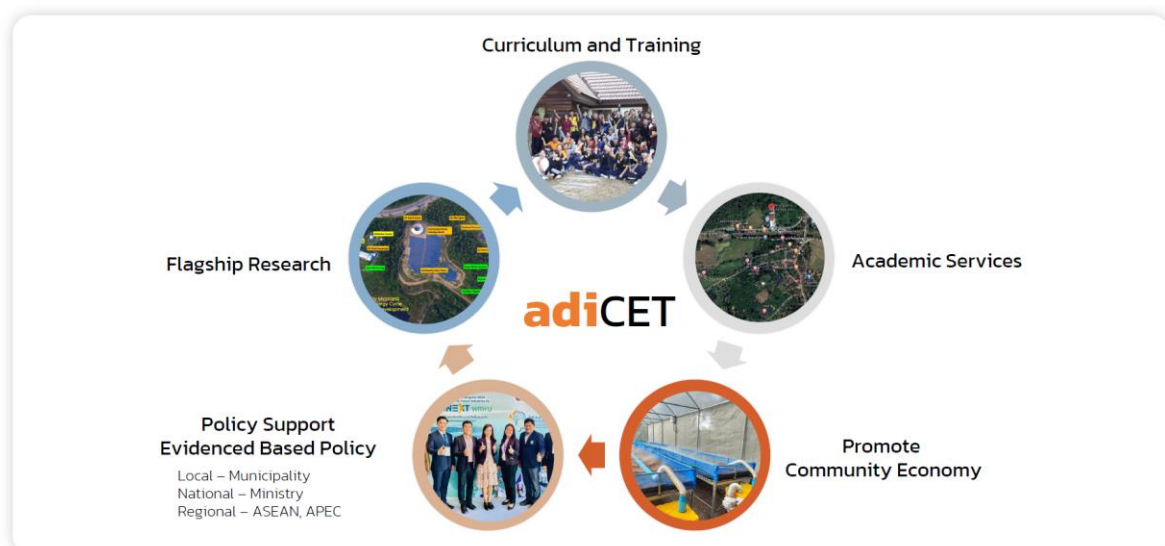 Curriculum and Training
Flagship Research
Academic Services
adiCET
Policy Support
Evidenced Based Policy
Local – Municipality
National – Ministry
Regional – ASEAN, APEC
Promote
Community Economy
NEXT